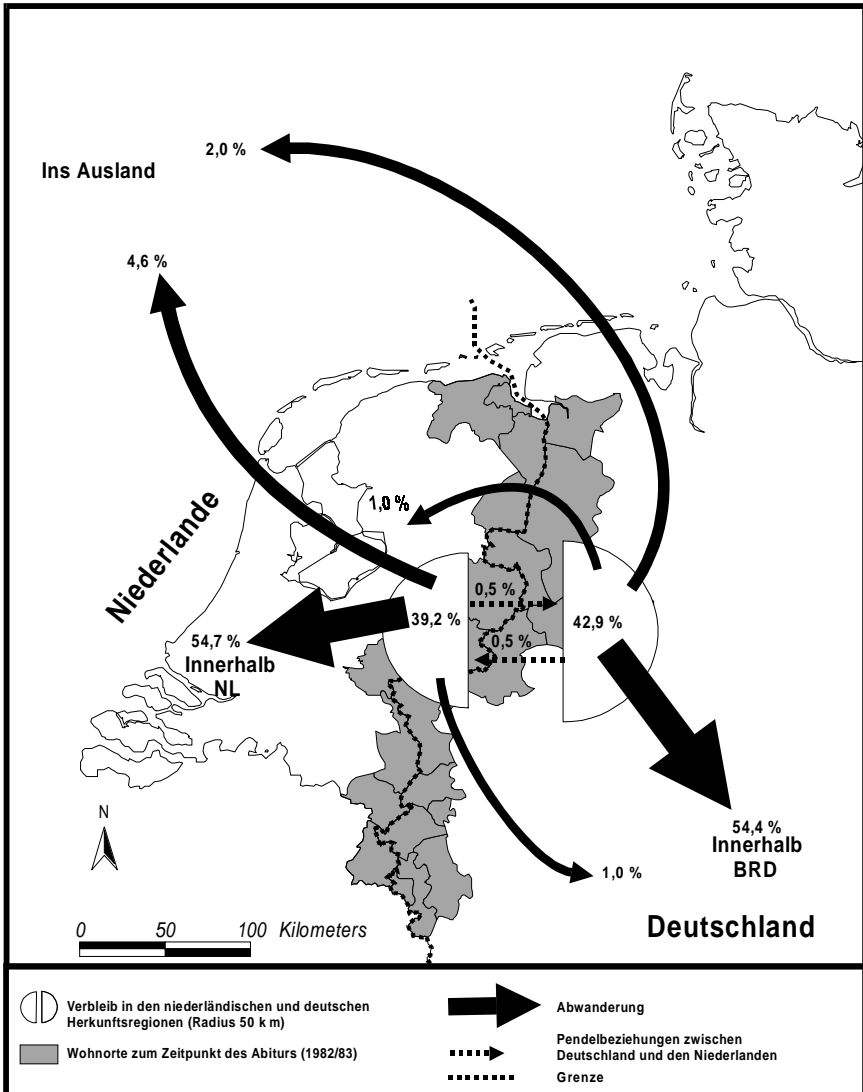 2,0 %
Ins Ausland
4,6 %
1,0 %
Niederlande
0,5 %
39,2 %
42,9 %
0,5 %
54,7 %
Innerhalb
NL
N
54,4 %
Innerhalb
BRD
1,0 %
Deutschland
0 50 100 Kilometers
Verbleib in den niederländischen und deutschen
Herkunftsregionen (Radius 50 k m)
Abwanderung
Wohnorte zum Zeitpunkt des Abiturs (1982/83)
Pendelbeziehungen zwischen
Deutschland und den Niederlanden
Grenze